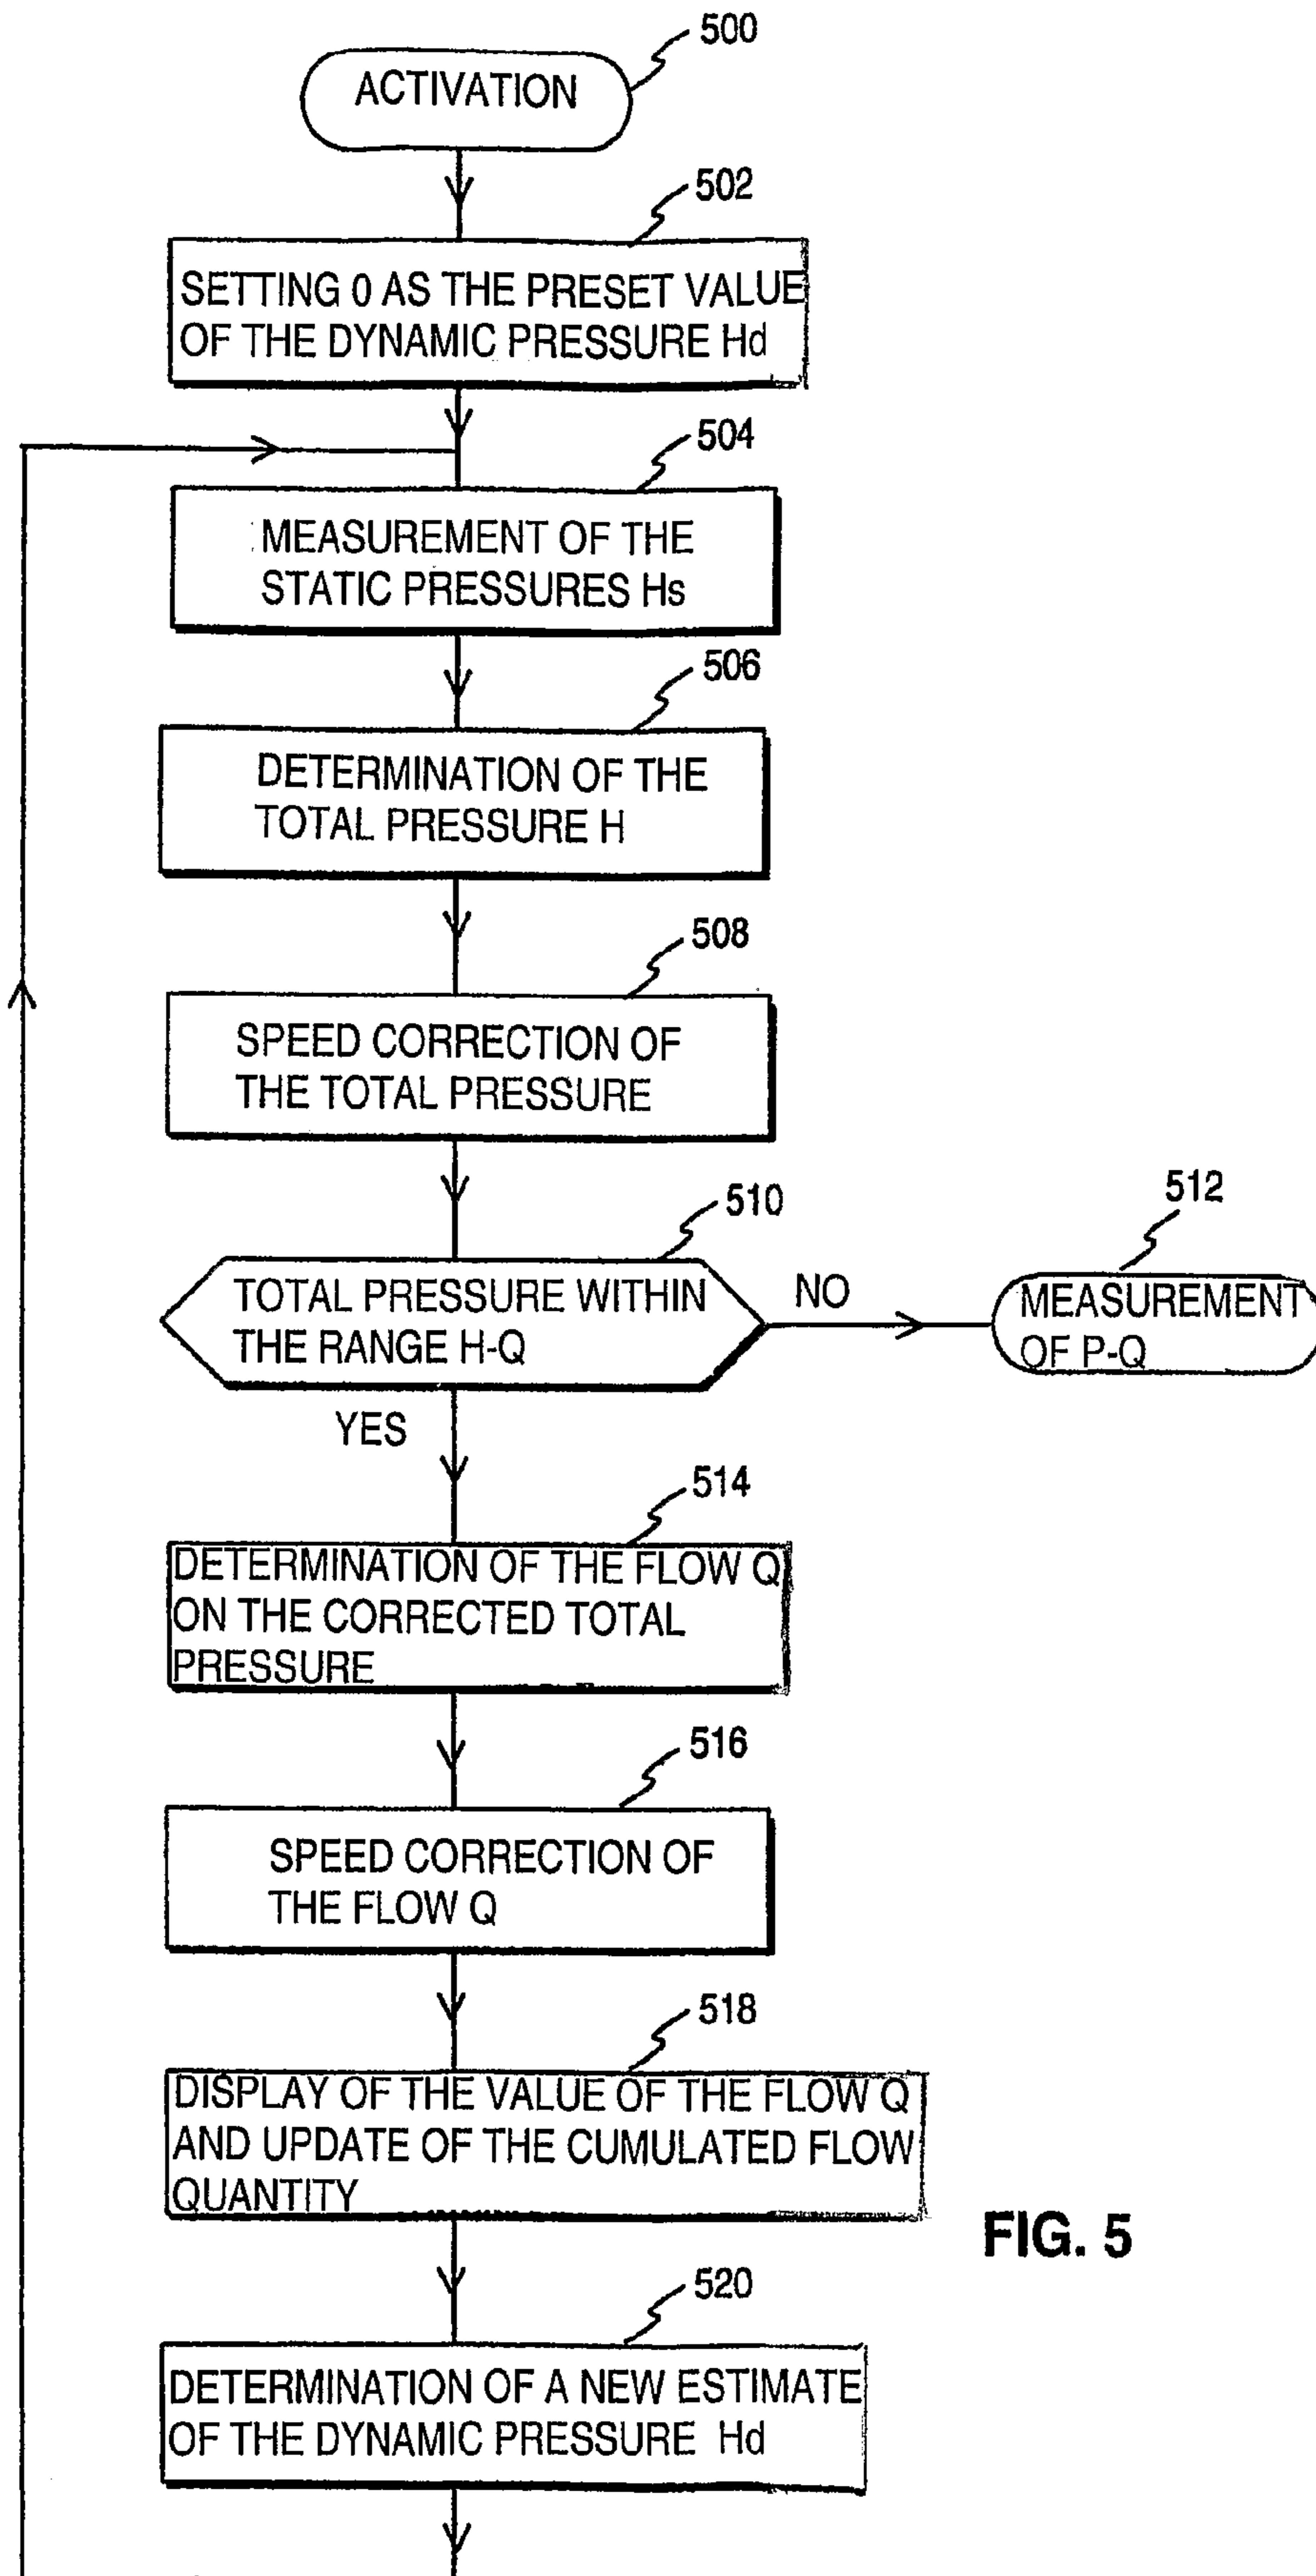 500
ACTIVATION
502
SETTING 0 AS THE PRESET VALUE
OF THE DYNAMIC PRESSURE Hd
504
MEASUREMENT OF THE
STATIC PRESSURES Hs
506
DETERMINATION OF THE
TOTAL PRESSURE H
508
SPEED CORRECTION OF
THE TOTAL PRESSURE
510
TOTAL PRESSURE WITHIN
THE RANGE H-Q
NO
512
MEASUREMENT
OF P-Q
YES
514
DETERMINATION OF THE FLOW Q
ON THE CORRECTED TOTAL
PRESSURE
516
SPEED CORRECTION OF
THE FLOW Q
518
DISPLAY OF THE VALUE OF THE FLOW Q
AND UPDATE OF THE CUMULATED FLOW
QUANTITY
FIG. 5
520
DETERMINATION OF A NEW ESTIMATE
OF THE DYNAMIC PRESSURE Hd